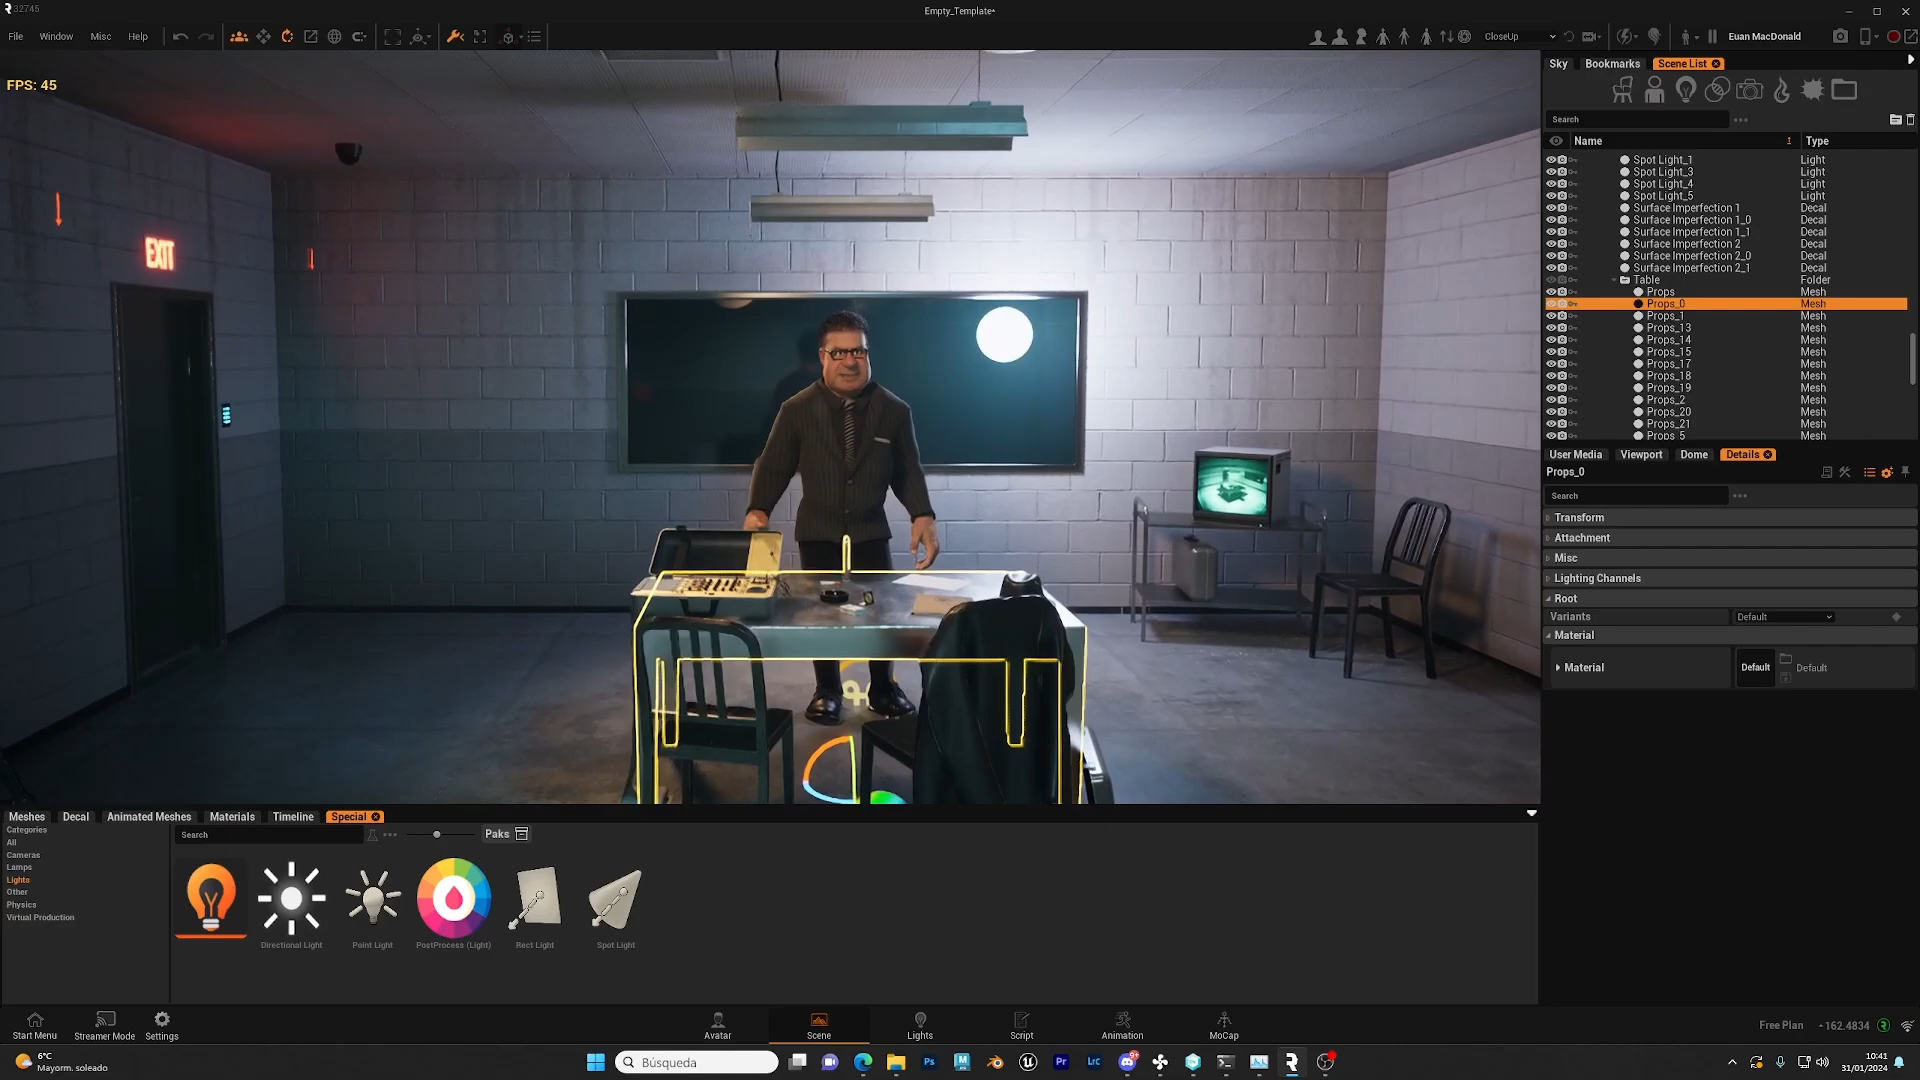 32745
Empty_Template*
File Window Misc Help
CloseUp
Euan MacDonald
FPS: 45
EXIT
Sky Bookmarks Scene List
Search
Name Type
Spot Light_1 Light
Spot Light_3 Light
Spot Light_4 Light
Spot Light_5 Light
Surface Imperfection 1 Decal
Surface Imperfection 1_0 Decal
Surface Imperfection 1_1 Decal
Surface Imperfection 2 Decal
Surface Imperfection 2_0 Decal
Surface Imperfection 2_1 Decal
Table Folder
Props Mesh
Props_0 Mesh
Props_1 Mesh
Props_13 Mesh
Props_14 Mesh
Props_15 Mesh
Props_17 Mesh
Props_18 Mesh
Props_19 Mesh
Props_2 Mesh
Props_20 Mesh
Props_21 Mesh
Props_5 Mesh
User Media Viewport Dome Details
Props_0
Search
Transform
Attachment
Misc
Lighting Channels
Root
Variants Default
Material
Material Default Default
Meshes Decal Animated Meshes Materials Timeline Special
Categories
All
Cameras
Lamps
Lights
Other
Physics
Virtual Production
Search
Paks
Directional Light Point Light PostProcess (Light) Rect Light Spot Light
Start Menu Streamer Mode Settings
Avatar Scene Lights Script Animation MoCap
Free Plan 162.4834
6°C
Mayorm. soleado
Búsqueda
Ps
Pr
LrC
10:41
31/01/2024